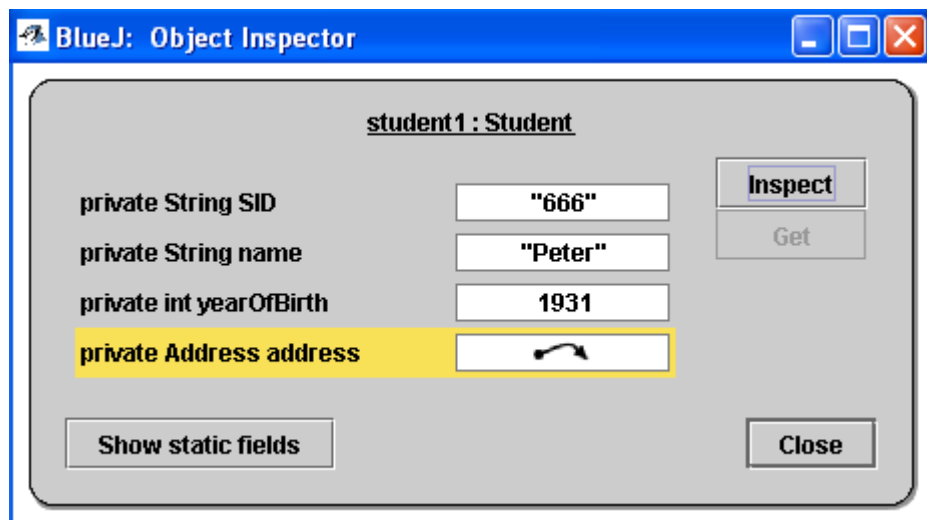 BlueJ: Object Inspector
student1 : Student
private String SID "666"
Inspect
private String name "Peter"
Get
private int yearOfBirth 1931
private Address address
Show static fields
Close